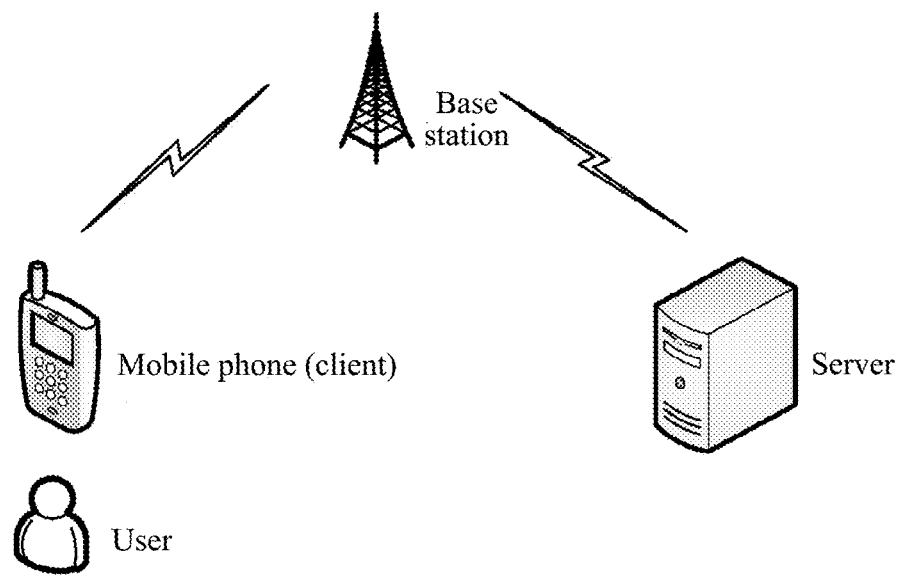 Base
station
Mobile phone (client)
Server
User